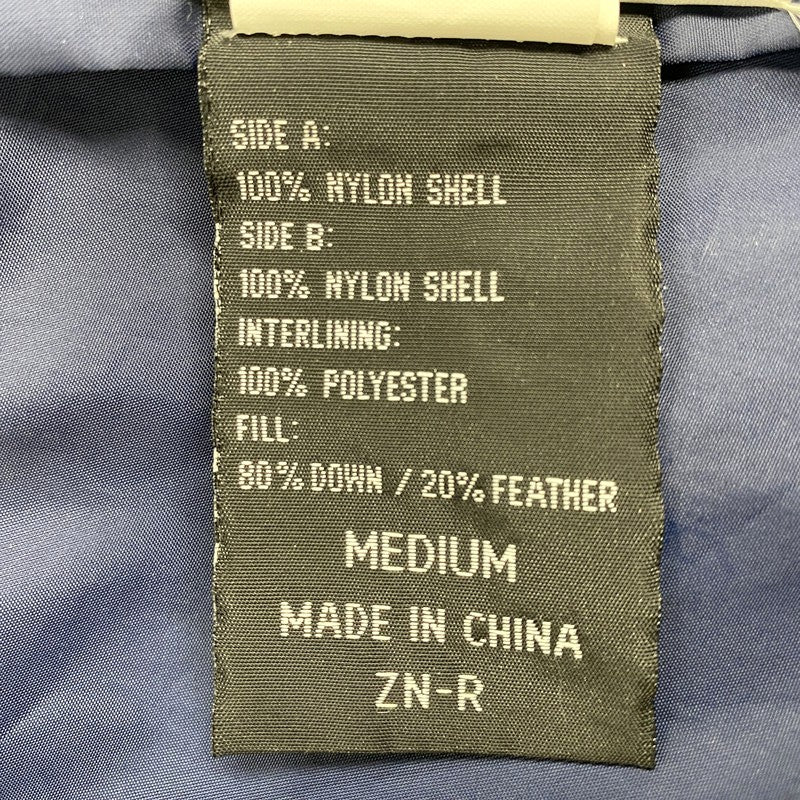 SIDE A:
100% NYLON SHELL
SIDE B:
100% NYLON SHELL
INTERLINING:
100% POLYESTER
FILL:
80% DOWN / 20% FEATHER
MEDIUM
MADE IN CHINA
ZN-R